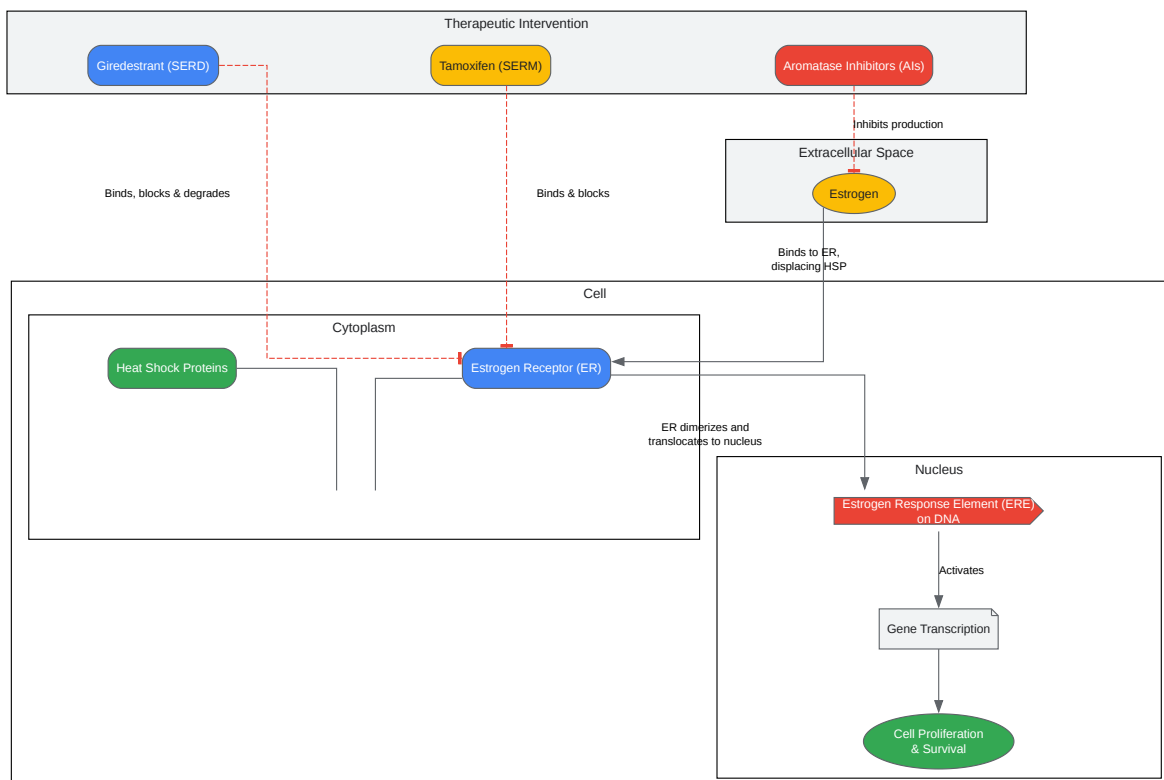 Therapeutic Intervention
Giredestrant (SERD)
Tamoxifen (SERM)
Aromatase Inhibitors (AIs)
Inhibits production
Extracellular Space
Estrogen
Binds, blocks & degrades
Binds & blocks
Binds to ER,
displacing HSP
Cell
Cytoplasm
Heat Shock Proteins
Estrogen Receptor (ER)
ER dimerizes and
translocates to nucleus
Nucleus
Estrogen Response Element (ERE)
on DNA
Activates
Gene Transcription
Cell Proliferation
& Survival